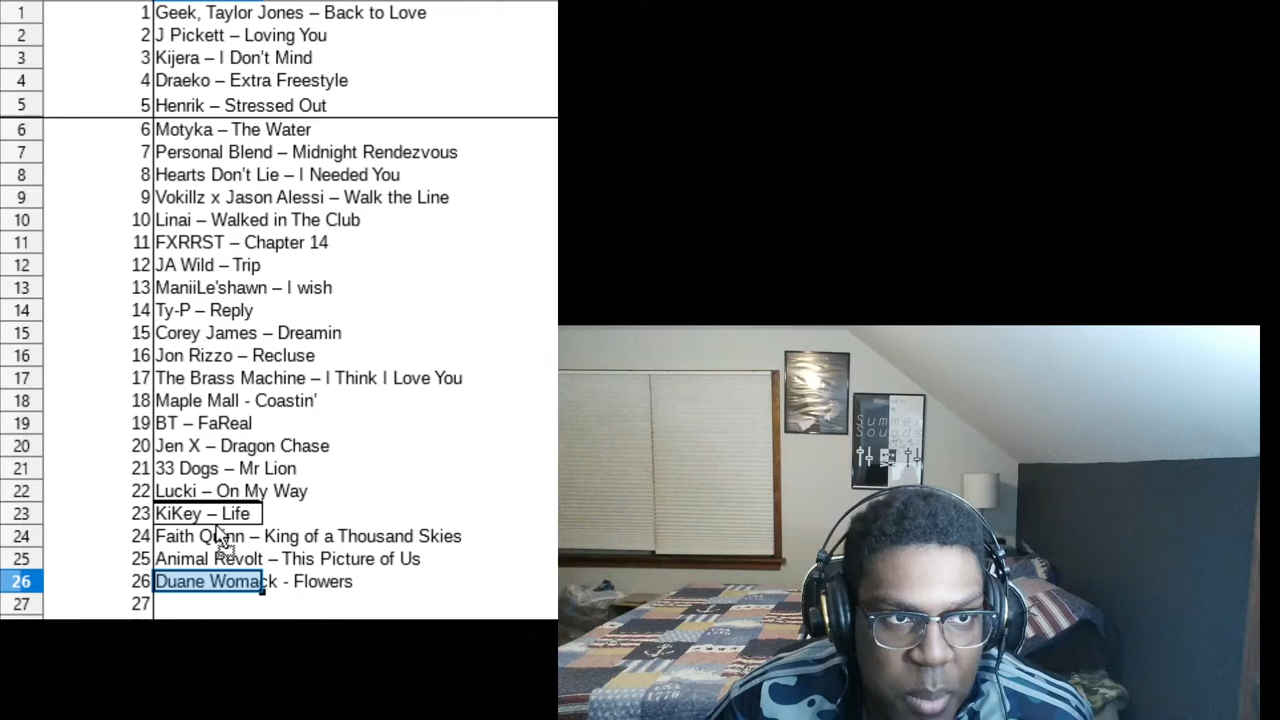 1 1 Geek, Taylor Jones – Back to Love
2 2 J Pickett – Loving You
3 3 Kijera – I Don’t Mind
4 4 Draeko – Extra Freestyle
5 5 Henrik – Stressed Out
6 6 Motyka – The Water
7 7 Personal Blend – Midnight Rendezvous
8 8 Hearts Don’t Lie – I Needed You
9 9 Vokillz x Jason Alessi – Walk the Line
10 10 Linai – Walked in The Club
11 11 FXRRST – Chapter 14
12 12 JA Wild – Trip
13 13 ManiiLe'shawn – I wish
14 14 Ty-P – Reply
15 15 Corey James – Dreamin
16 16 Jon Rizzo – Recluse
17 17 The Brass Machine – I Think I Love You
18 18 Maple Mall - Coastin’
19 19 BT – FaReal
20 20 Jen X – Dragon Chase
21 21 33 Dogs – Mr Lion
22 22 Lucki – On My Way
23 23 KiKey – Life
24 24 Faith Quinn – King of a Thousand Skies
25 25 Animal Revolt – This Picture of Us
26 26 Duane Womack - Flowers
27 27
Summer
Sounds